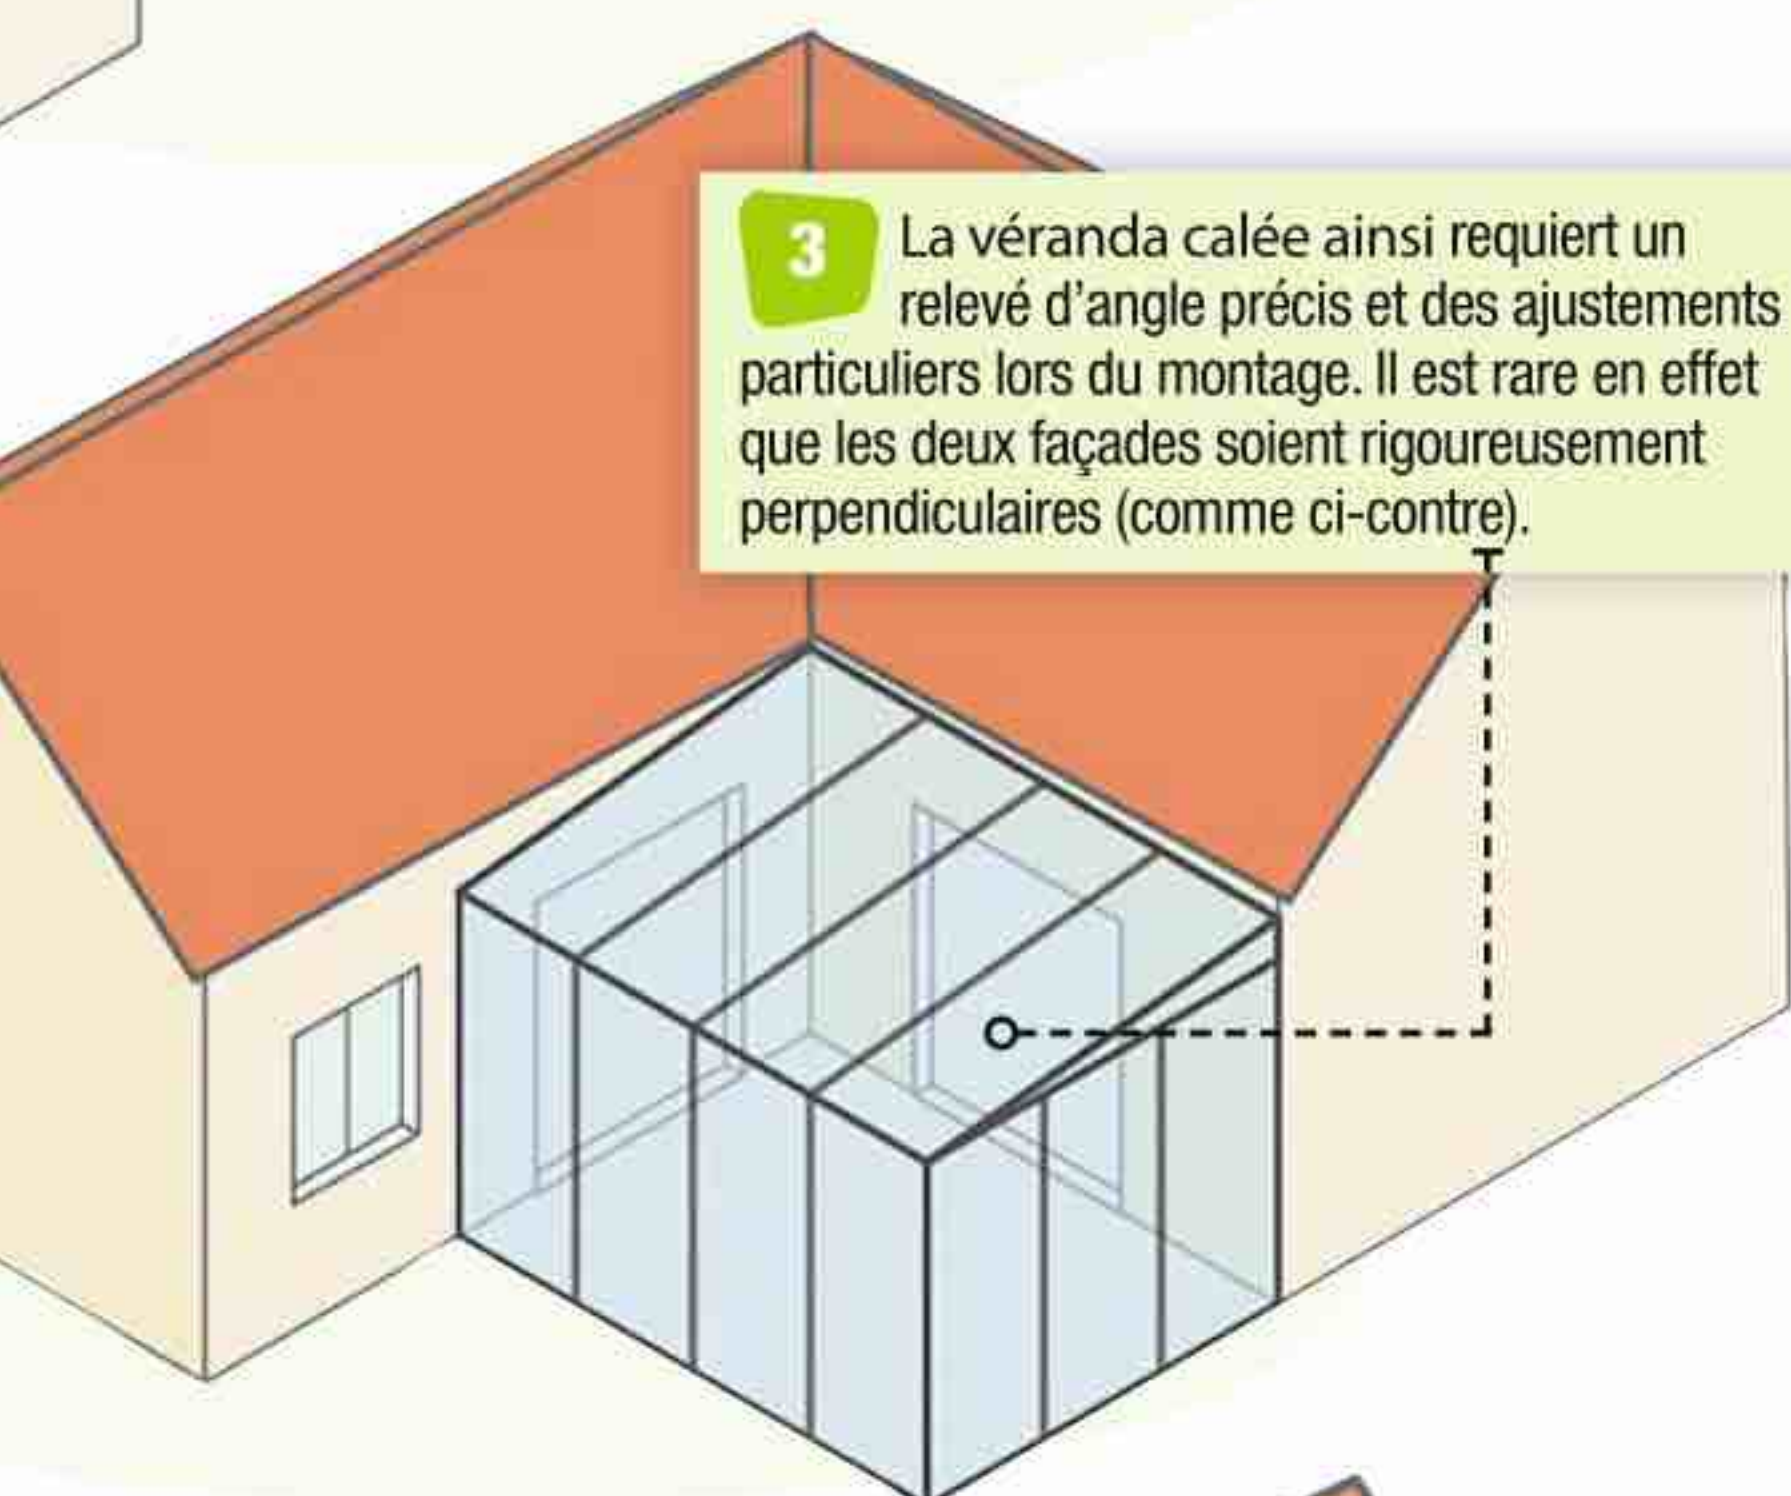 3 La véranda calée ainsi requiert un
relevé d'angle précis et des ajustements
particuliers lors du montage. Il est rare en effet
que les deux façades soient rigoureusement
perpendiculaires (comme ci-contre).